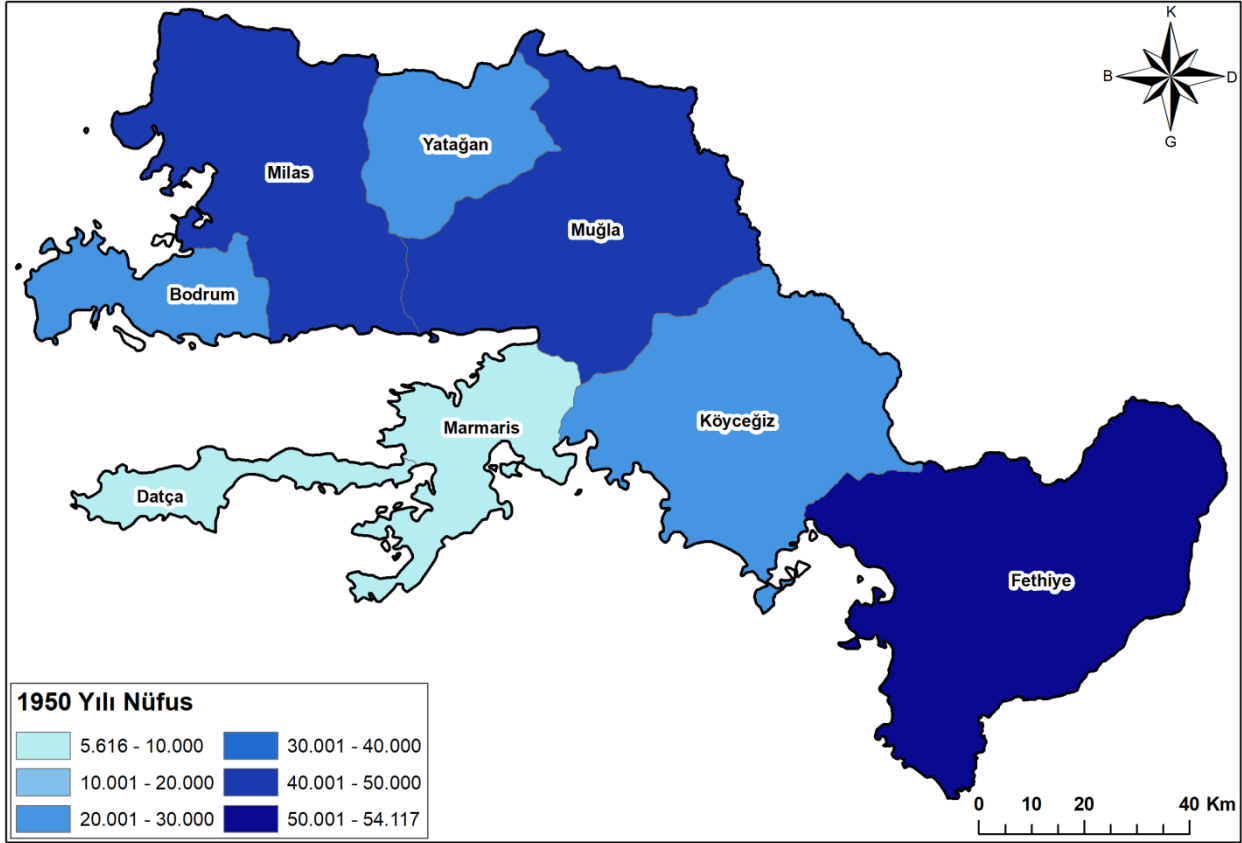 K
B D
G
Yatağan
Milas
Muğla
Bodrum
Köyceğiz
Marmaris
Datça
Fethiye
1950 Yılı Nüfus
5.616 - 10.000
10.001 - 20.000
20.001 - 30.000
30.001 - 40.000
40.001 - 50.000
50.001 - 54.117
0 10 20 40 Km